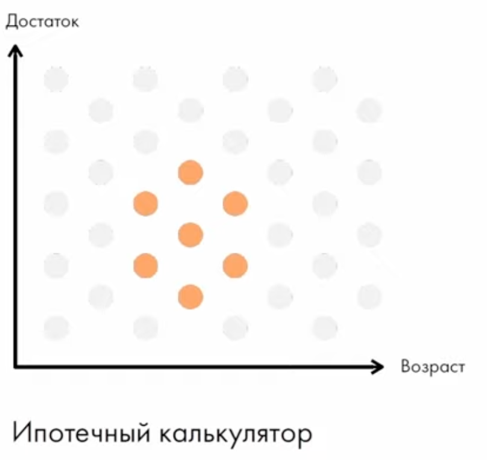 Достаток
Возраст
Ипотечный калькулятор